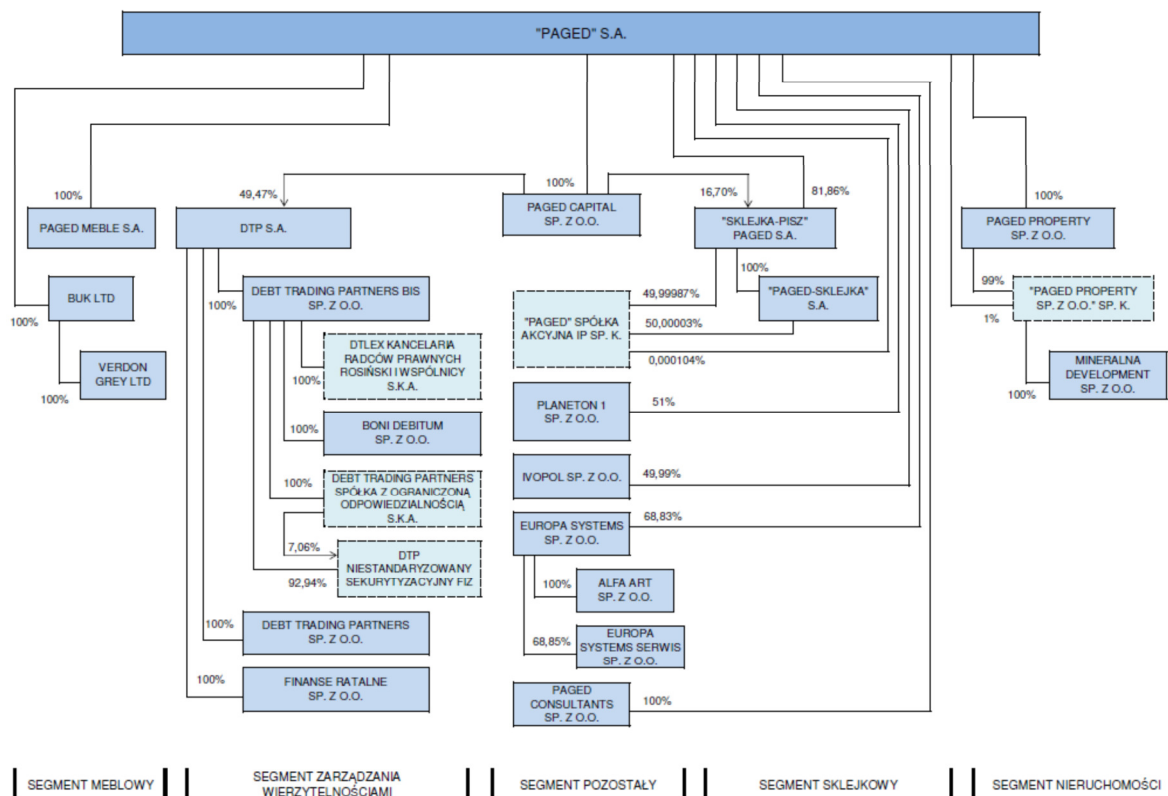 "PAGED" S.A.
100%
49,47%
100%
16,70%
81,86%
100%
PAGED MEBLE S.A.
DTP S.A.
PAGED CAPITAL
SP. Z O.O.
"SKLEJKA-PISZ"
PAGED S.A.
PAGED PROPERTY
SP. Z O.O.
BUK LTD
100%
VERDON
GREY LTD
100%
DEBT TRADING PARTNERS BIS
SP. Z O.O.
100%
DTLEX KANCELARIA
RADCÓW PRAWNYCH
ROSIŃSKI I WSPÓLNICY
S.K.A.
100%
BONI DEBITUM
SP. Z O.O.
100%
DEBT TRADING PARTNERS
SPÓŁKA Z OGRANICZONĄ
ODPOWIEDZIALNOŚCIĄ
S.K.A.
100%
7,06%
DTP
NIESTANDARYZOWANY
SEKURYTYZACYJNY FIZ
92,94%
100%
DEBT TRADING PARTNERS
SP. Z O.O.
100%
FINANSE RATALNE
SP. Z O.O.
100%
"PAGED-SKLEJKA"
S.A.
49,99987%
"PAGED" SPÓŁKA
AKCYJNA IP SP. K.
50,00003%
0,000104%
PLANETON 1
SP. Z O.O.
51%
IVOPOL SP. Z O.O.
49,99%
EUROPA SYSTEMS
SP. Z O.O.
68,83%
100%
ALFA ART
SP. Z O.O.
68,85%
EUROPA
SYSTEMS SERWIS
SP. Z O.O.
PAGED
CONSULTANTS
SP. Z O.O.
100%
99%
"PAGED PROPERTY
SP. Z O.O." SP. K.
1%
MINERALNA
DEVELOPMENT
SP. Z O.O.
100%
SEGMENT MEBLOWY
SEGMENT ZARZĄDZANIA
WIERZYTELNOŚCIAMI
SEGMENT POZOSTAŁY
SEGMENT SKLEJKOWY
SEGMENT NIERUCHOMOŚCI